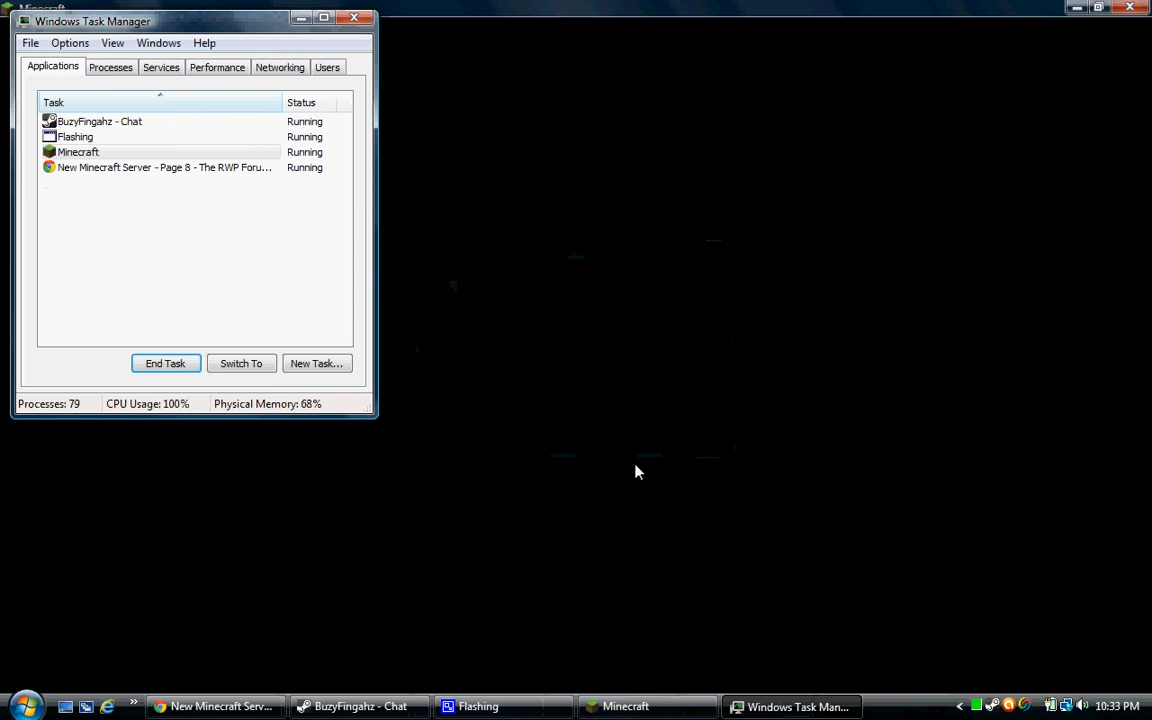 Minecraft
Windows Task Manager
File Options View Windows Help
Applications Processes Services Performance Networking Users
Task Status
BuzyFingahz - Chat Running
Flashing Running
Minecraft Running
New Minecraft Server - Page 8 - The RWP Foru... Running
End Task Switch To New Task...
Processes: 79 CPU Usage: 100% Physical Memory: 68%
» New Minecraft Serv... BuzyFingahz - Chat Flashing Minecraft Windows Task Man... < 10:33 PM